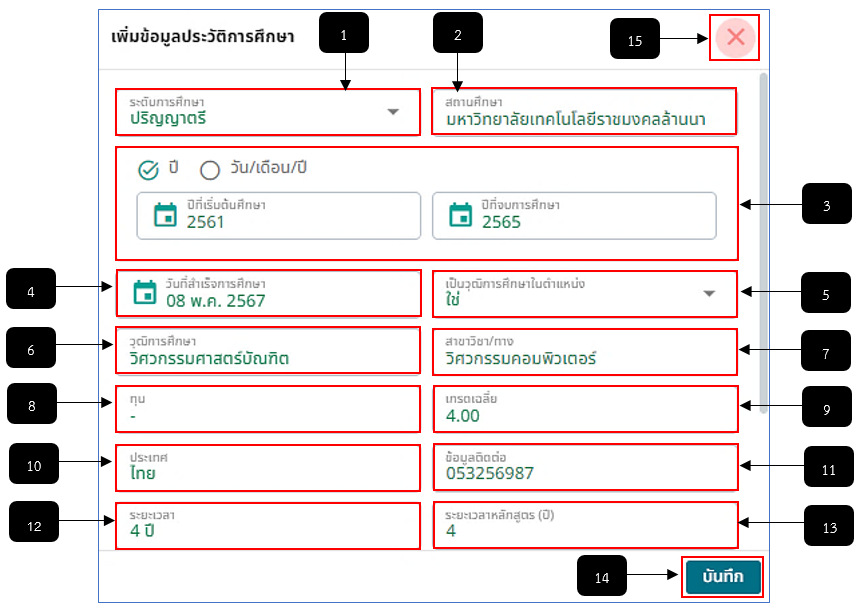 เพิ่มข้อมูลประวัติการศึกษา
1
2
15
ระดับการศึกษา
ปริญญาตรี
สถานศึกษา
มหาวิทยาลัยเทคโนโลยีราชมงคลล้านนา
ปี
วัน/เดือน/ปี
ปีที่เริ่มต้นศึกษา
2561
ปีที่จบการศึกษา
2565
3
4
วันที่สำเร็จการศึกษา
08 พ.ค. 2567
เป็นวุฒิการศึกษาในตำแหน่ง
ใช่
5
6
วุฒิการศึกษา
วิศวกรรมศาสตร์บัณฑิต
สาขาวิชา/ทาง
วิศวกรรมคอมพิวเตอร์
7
8
ทุน
-
เกรดเฉลี่ย
4.00
9
10
ประเทศ
ไทย
ข้อมูลติดต่อ
053256987
11
12
ระยะเวลา
4 ปี
ระยะเวลาหลักสูตร (ปี)
4
13
14
บันทึก